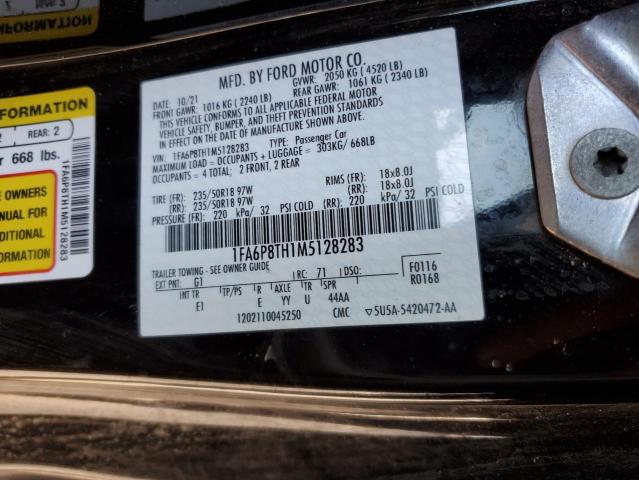 INFORMATION
MFD. BY FORD MOTOR CO.
DATE: 10/21 GVWR: 2050 KG ( 4520 LB)
FRONT GAWR: 1016 KG ( 2240 LB) REAR GAWR: 1061 KG ( 2340 LB)
THIS VEHICLE CONFORMS TO ALL APPLICABLE FEDERAL MOTOR
VEHICLE SAFETY, BUMPER, AND THEFT PREVENTION STANDARDS
IN EFFECT ON THE DATE OF MANUFACTURE SHOWN ABOVE.
VIN: 1FA6P8TH1M5128283 TYPE: Passenger Car
MAXIMUM LOAD = OCCUPANTS + LUGGAGE = 303KG/ 668LB
OCCUPANTS = 4 TOTAL; 2 FRONT, 2 REAR
TIRE (FR): 235/50R18 97W RIMS (FR): 18x8.0J
(RR): 235/50R18 97W (RR): 18x8.0J
PRESSURE (FR): 220 kPa/ 32 PSI COLD (RR): 220 kPa/ 32 PSI COLD
1FA6P8TH1M5128283
TRAILER TOWING - SEE OWNER GUIDE
EXT PNT: G1 RC: 71 DSO: F0116
INT TR TP/PS R AXLE TR SPR R0168
E1 E YY U 44AA
1202110045250 CMC 5U5A-5420472-AA
FORMATION
2 REAR: 2
r 668 lbs.
E OWNERS
NUAL FOR
DITIONAL
ORMATION
1FA6P8TH1M5128283